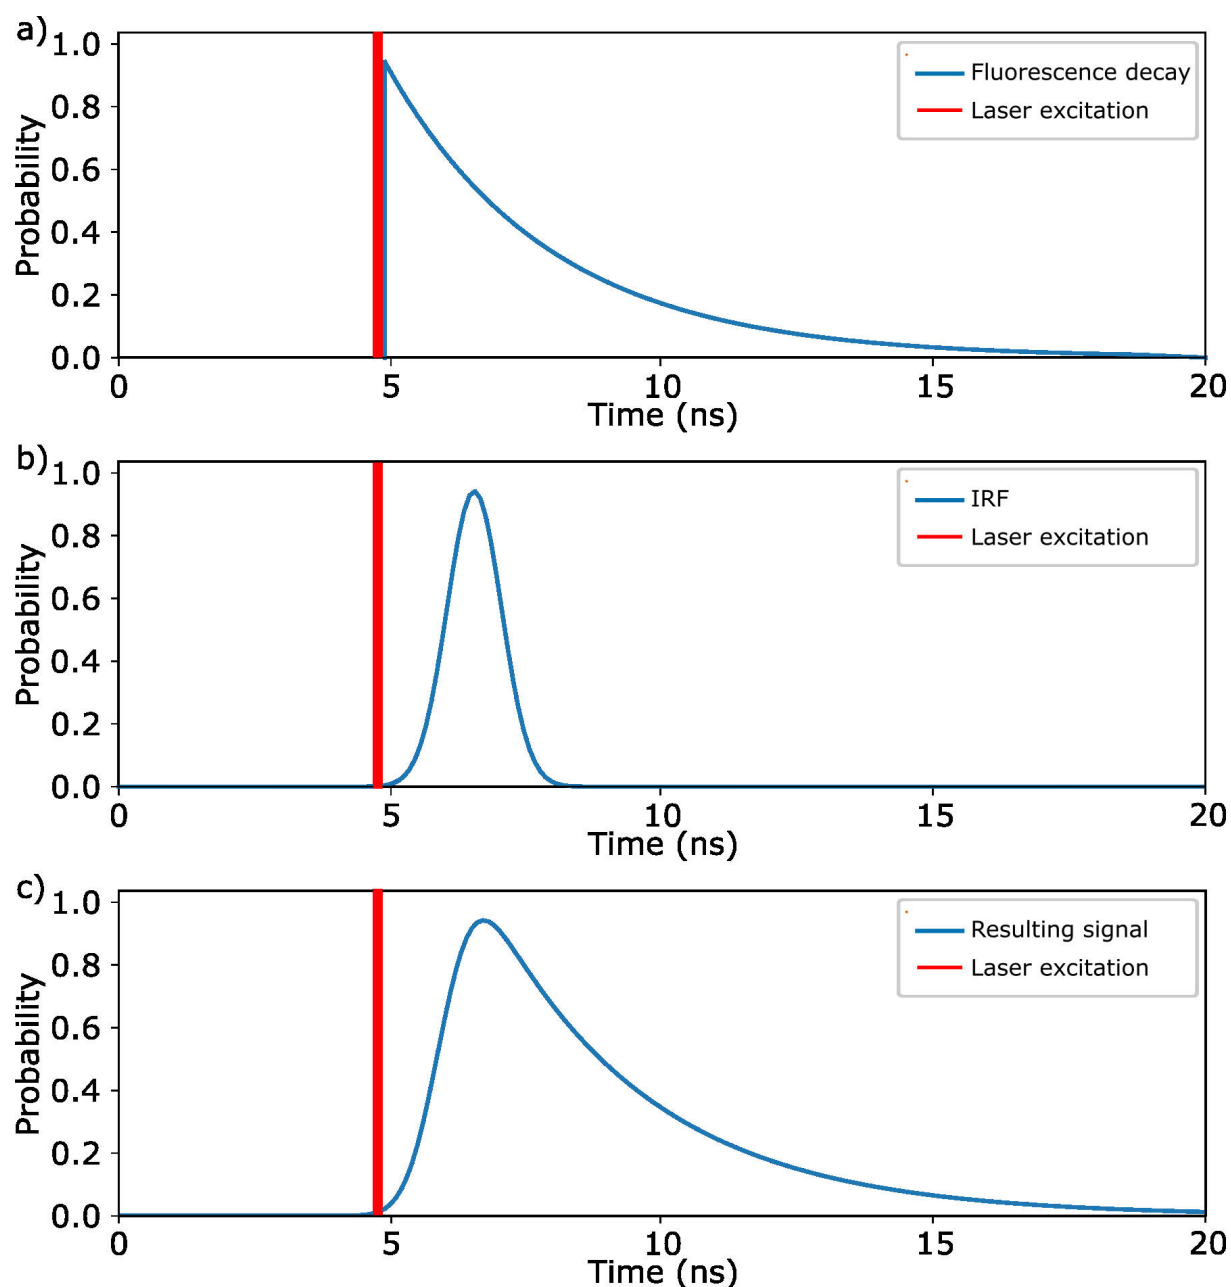 a)
1.0
0.8
0.6
0.4
0.2
0.0
Probability
Fluorescence decay
Laser excitation
0 5 10 15 20
Time (ns)
b)
1.0
0.8
0.6
0.4
0.2
0.0
Probability
IRF
Laser excitation
0 5 10 15 20
Time (ns)
c)
1.0
0.8
0.6
0.4
0.2
0.0
Probability
Resulting signal
Laser excitation
0 5 10 15 20
Time (ns)